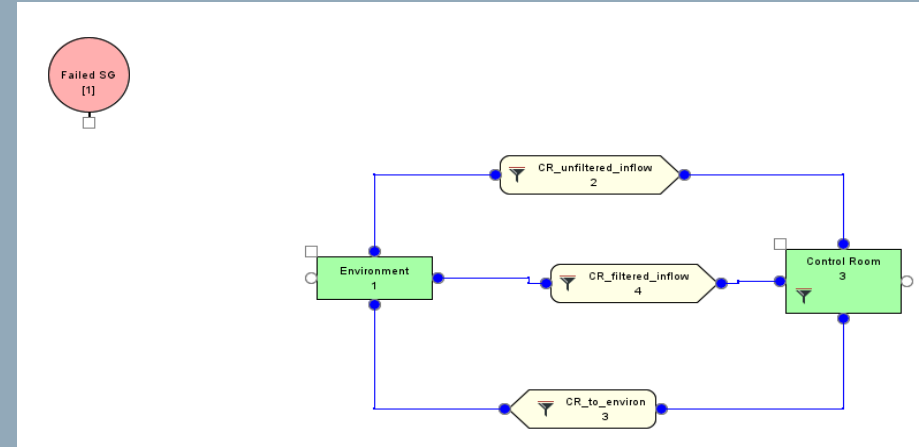 Failed SG
[1]
CR_unfiltered_inflow
2
Environment
1
CR_filtered_inflow
4
Control Room
3
CR_to_environ
3